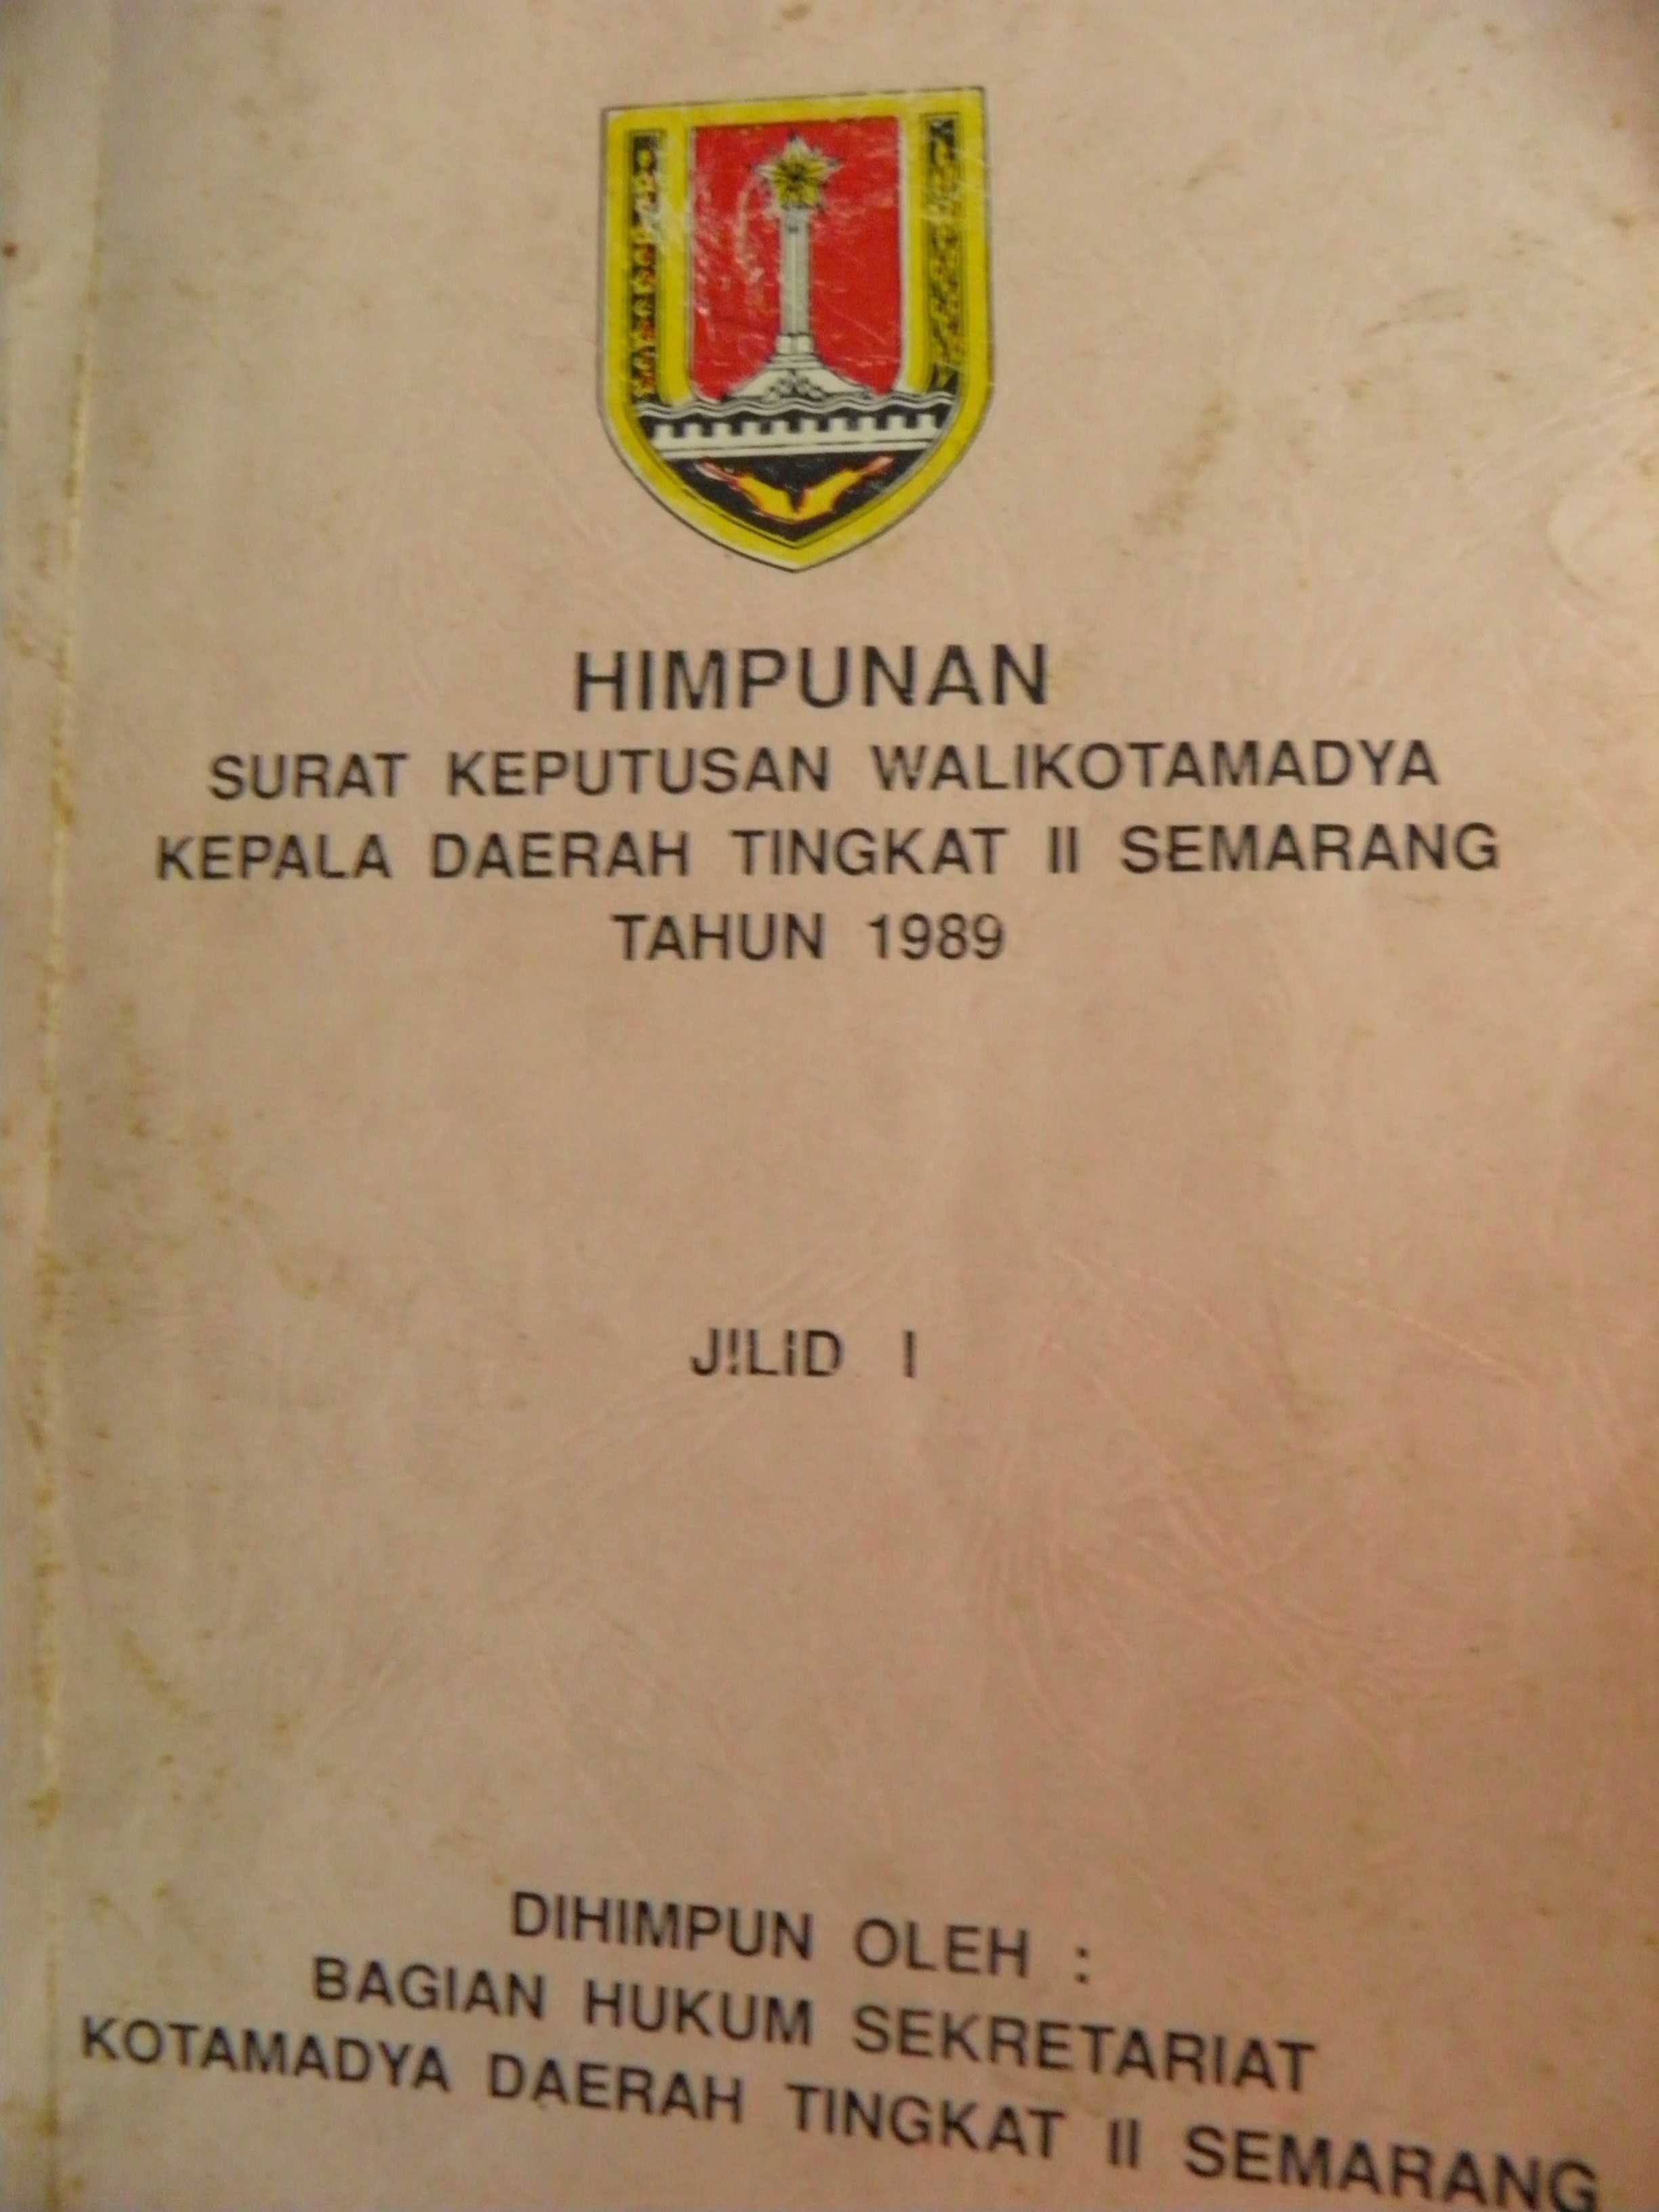 HIMPUNAN
SURAT KEPUTUSAN WALIKOTAMADYA
KEPALA DAERAH TINGKAT II SEMARANG
TAHUN 1989
JILID I
DIHIMPUN OLEH :
BAGIAN HUKUM SEKRETARIAT
KOTAMADYA DAERAH TINGKAT II SEMARANG